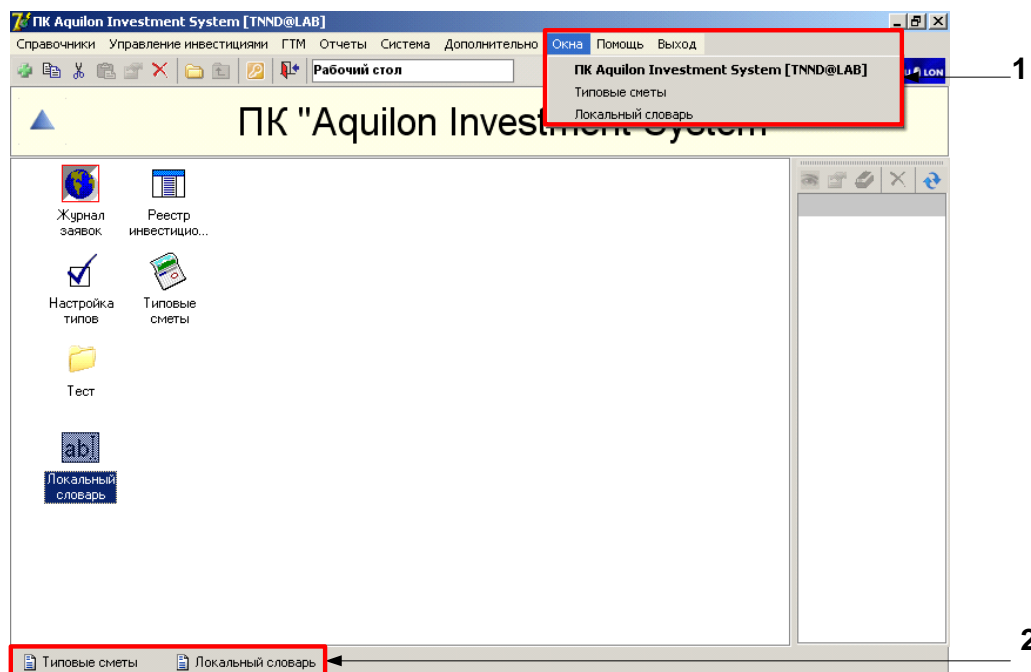 ПК Aquilon Investment System [TNND@LAB]
Справочники Управление инвестициями ГТМ Отчеты Система Дополнительно Окна Помощь Выход
Рабочий стол
ПК Aquilon Investment System [TNND@LAB]
Типовые сметы
Локальный словарь
LON
1
ПК "Aquilon Investment System"
Журнал заявок
Реестр инвестицио...
Настройка типов
Типовые сметы
Тест
ab
Локальный словарь
2
Типовые сметы Локальный словарь